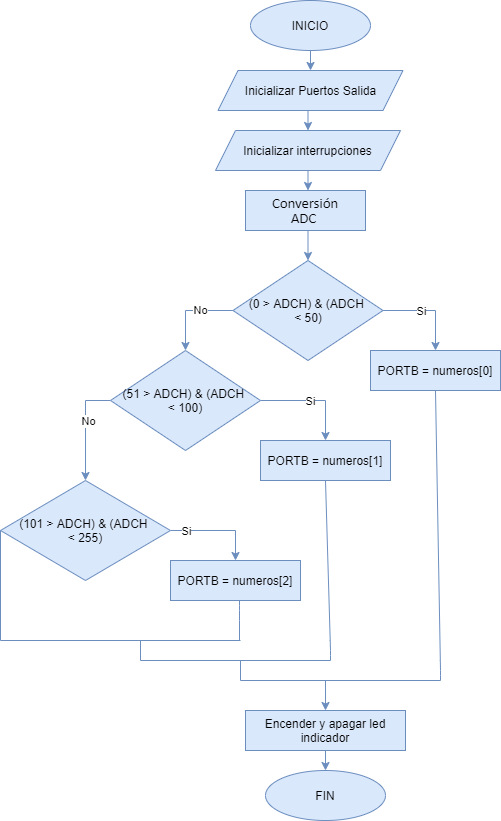 INICIO
Inicializar Puertos Salida
Inicializar interrupciones
Conversión
ADC
(0 > ADCH) & (ADCH
< 50)
No
Si
PORTB = numeros[0]
(51 > ADCH) & (ADCH
< 100)
No
Si
PORTB = numeros[1]
(101 > ADCH) & (ADCH
< 255)
Si
PORTB = numeros[2]
Encender y apagar led
indicador
FIN